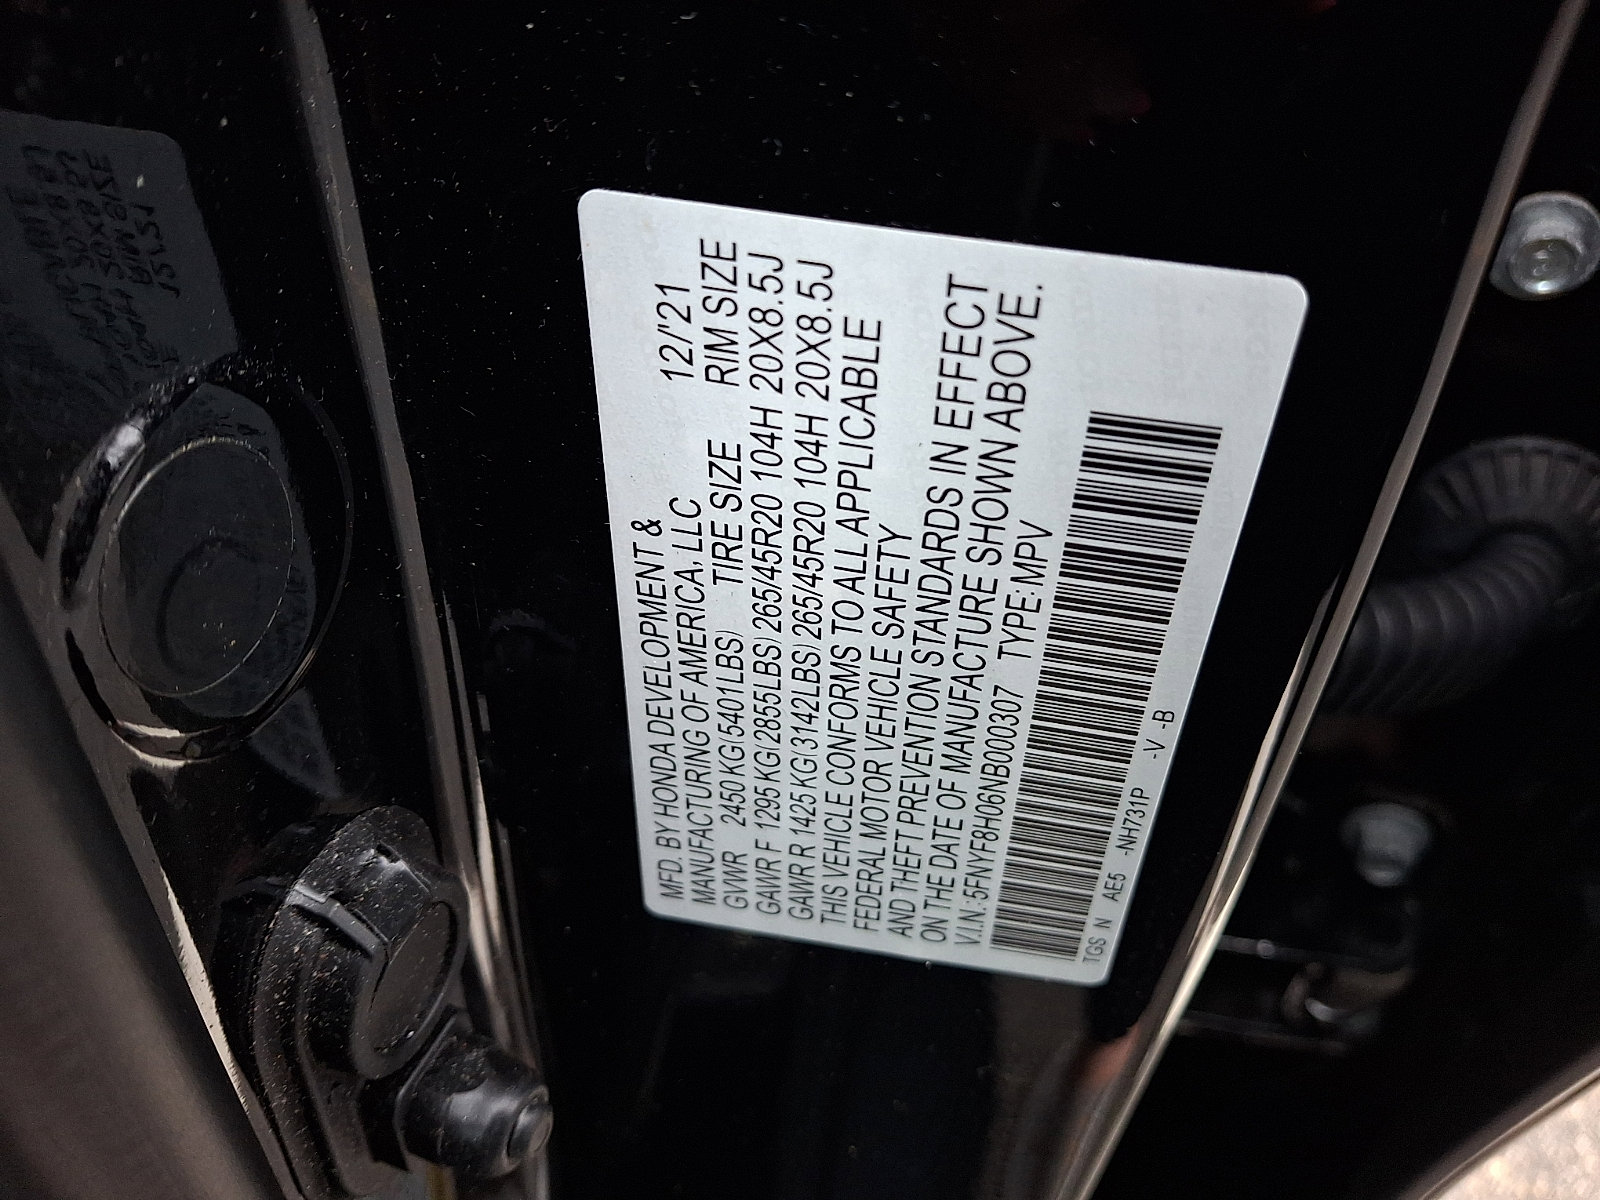 MFD. BY HONDA DEVELOPMENT &
MANUFACTURING OF AMERICA, LLC 12/'21
GVWR 2450 KG(5401LBS) TIRE SIZE RIM SIZE
GAWR F 1295 KG(2855LBS) 265/45R20 104H 20X8.5J
GAWR R 1425 KG(3142LBS) 265/45R20 104H 20X8.5J
THIS VEHICLE CONFORMS TO ALL APPLICABLE
FEDERAL MOTOR VEHICLE SAFETY
AND THEFT PREVENTION STANDARDS IN EFFECT
ON THE DATE OF MANUFACTURE SHOWN ABOVE.
V.I.N.:5FNYF8H06NB000307 TYPE:MPV
TGS N AE5 -NH731P -V -B